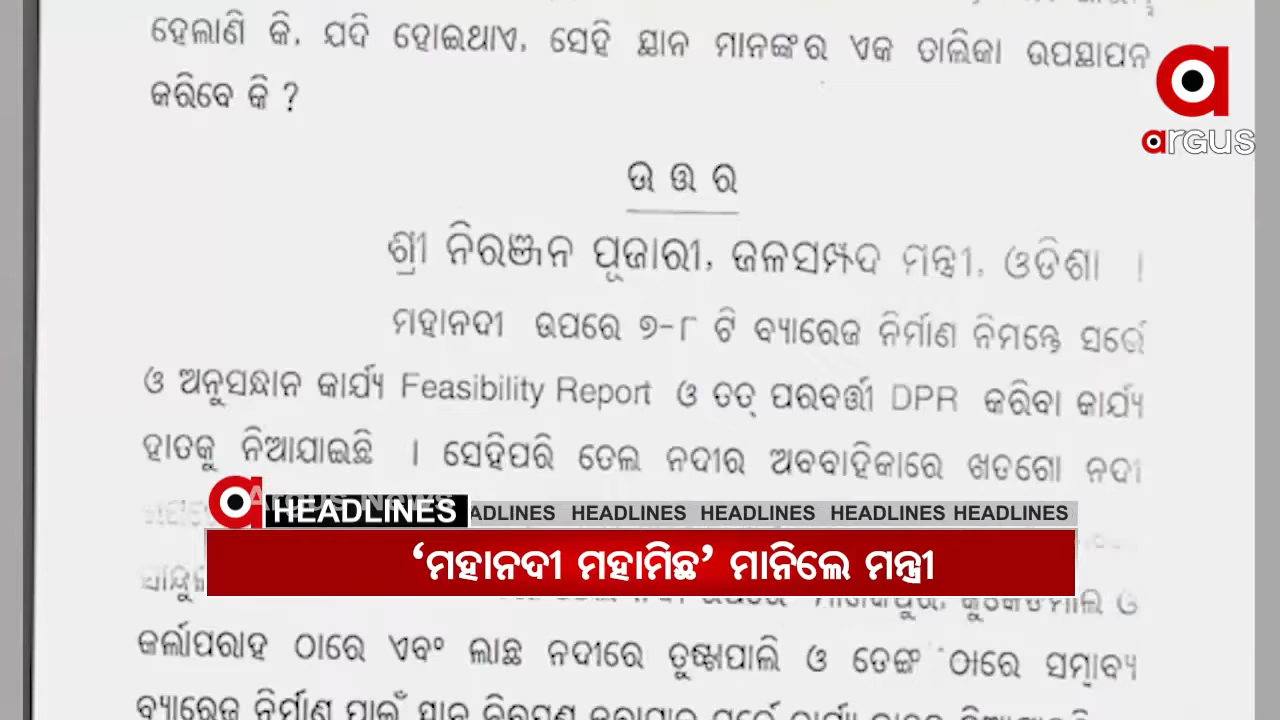 ହେଲାଣି କି, ଯଦି ହୋଇଥାଏ, ସେହି ସ୍ଥାନ ମାନଙ୍କର ଏକ ତାଲିକା ଉପସ୍ଥାପନ
କରିବେ କି ?
argus
ଉ ତ୍ତ ର
ଶ୍ରୀ ନିରଞ୍ଜନ ପୂଜାରୀ, ଜଳସମ୍ପଦ ମନ୍ତ୍ରୀ, ଓଡିଶା ।
ମହାନଦୀ ଉପରେ ୭-୮ ଟି ବ୍ୟାରେଜ ନିର୍ମାଣ ନିମନ୍ତେ ସର୍ଭେ
ଓ ଅନୁସନ୍ଧାନ କାର୍ଯ୍ୟ Feasibility Report ଓ ତତ୍ ପରବର୍ତ୍ତୀ DPR କରିବା କାର୍ଯ୍ୟ
ହାତକୁ ନିଆଯାଇଛି । ସେହିପରି ତେଲ ନଦୀର ଅବବାହିକାରେ ଖଡଗୋ ନଦୀ
HEADLINES ADLINES HEADLINES HEADLINES HEADLINES HEADLINES
‘ମହାନଦୀ ମହାମିଛ’ ମାନିଲେ ମନ୍ତ୍ରୀ
କର୍ଲାପରାହ ଠାରେ ଏବଂ ଲାଛ ନଦୀରେ ତୁଷ୍ଟାପାଲି ଓ ଡେଙ୍ଗ ଠାରେ ସମ୍ବାବ୍ୟ
ବ୍ୟାରେଜ ନିର୍ମାଣ ପାଇଁ